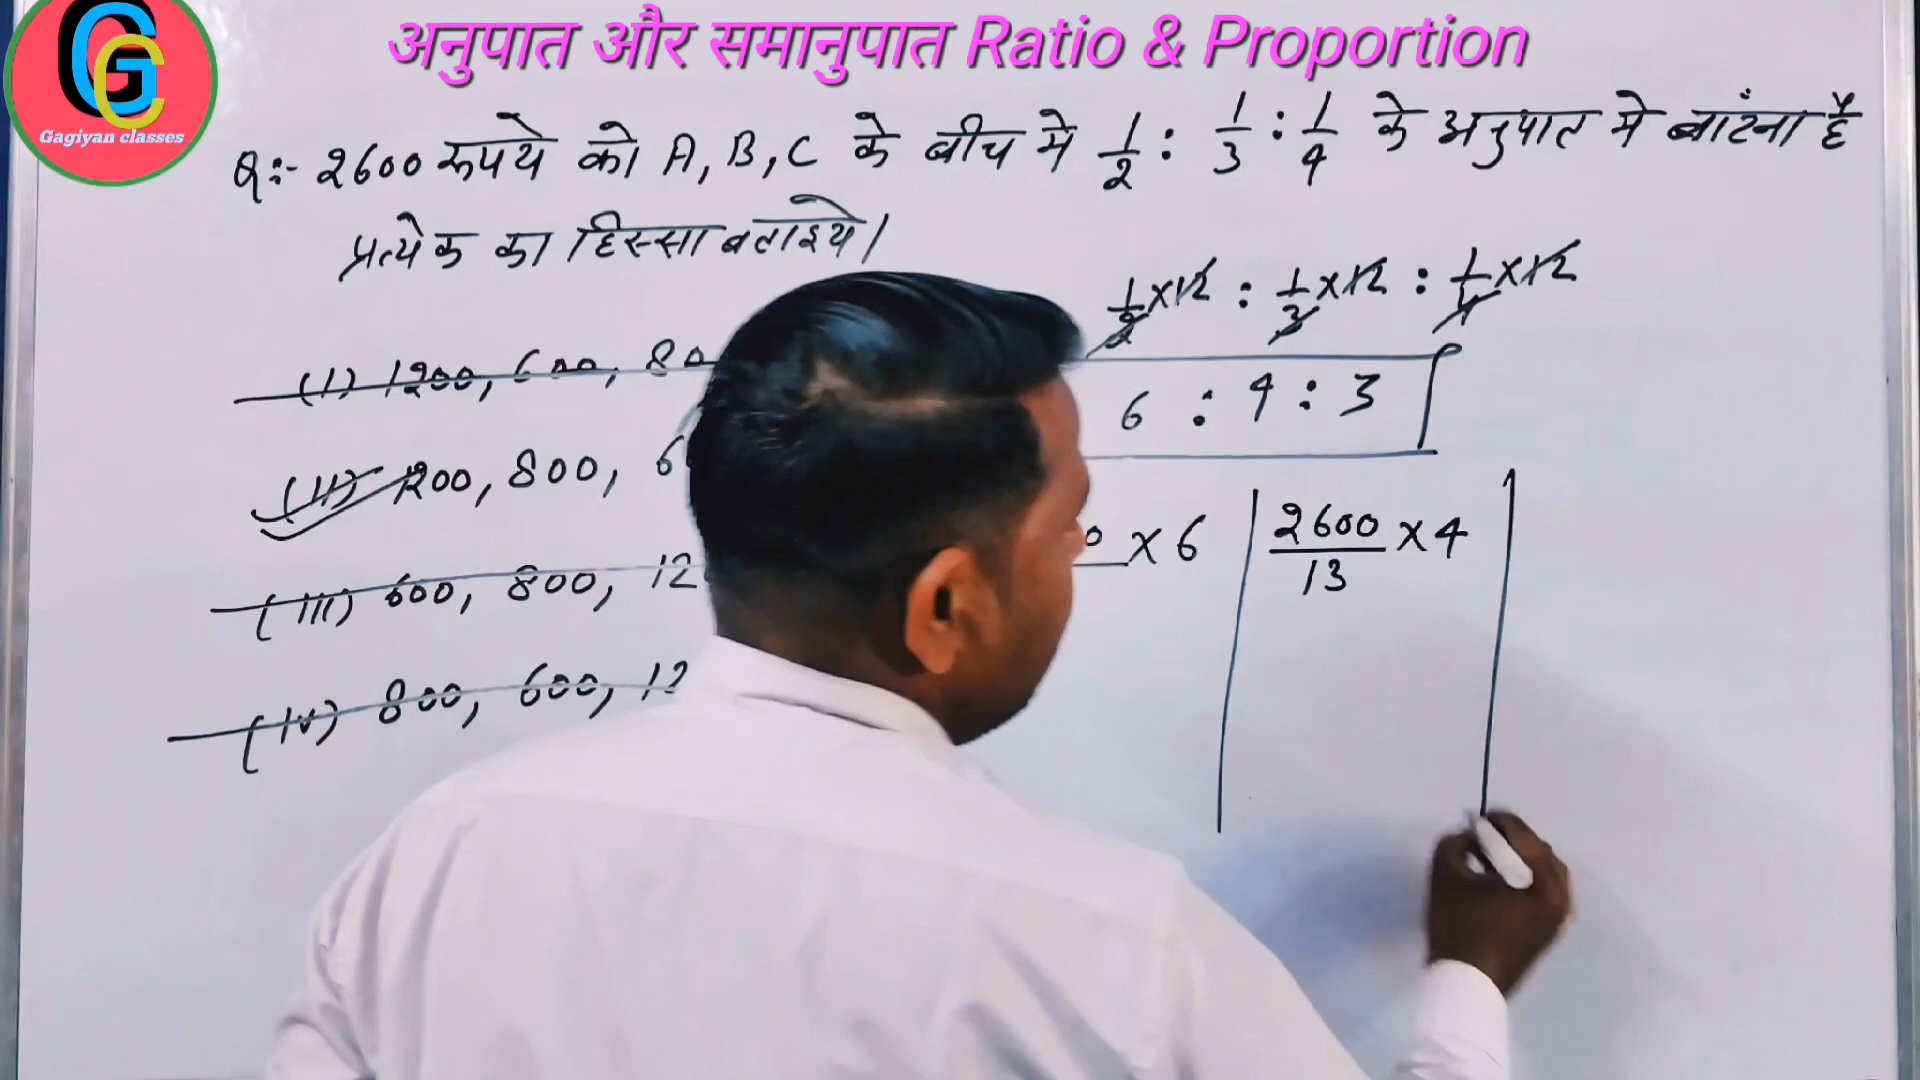 अनुपात और समानुपात Ratio & Proportion
GC
Gagiyan classes
Q:- 2600 रूपये को A, B, C के बीच मे 1/2 : 1/3 : 1/4 के अनुपात मे बांटना है
प्रत्येक का हिस्सा बताइये।
1/2 x 12 : 1/3 x 12 : 1/4 x 12
6 : 4 : 3
(I) 1200, 600, 80
(II) 1200, 800, 6
(III) 600, 800, 12
(IV) 800, 600, 12
0 x 6
2600/13 x 4